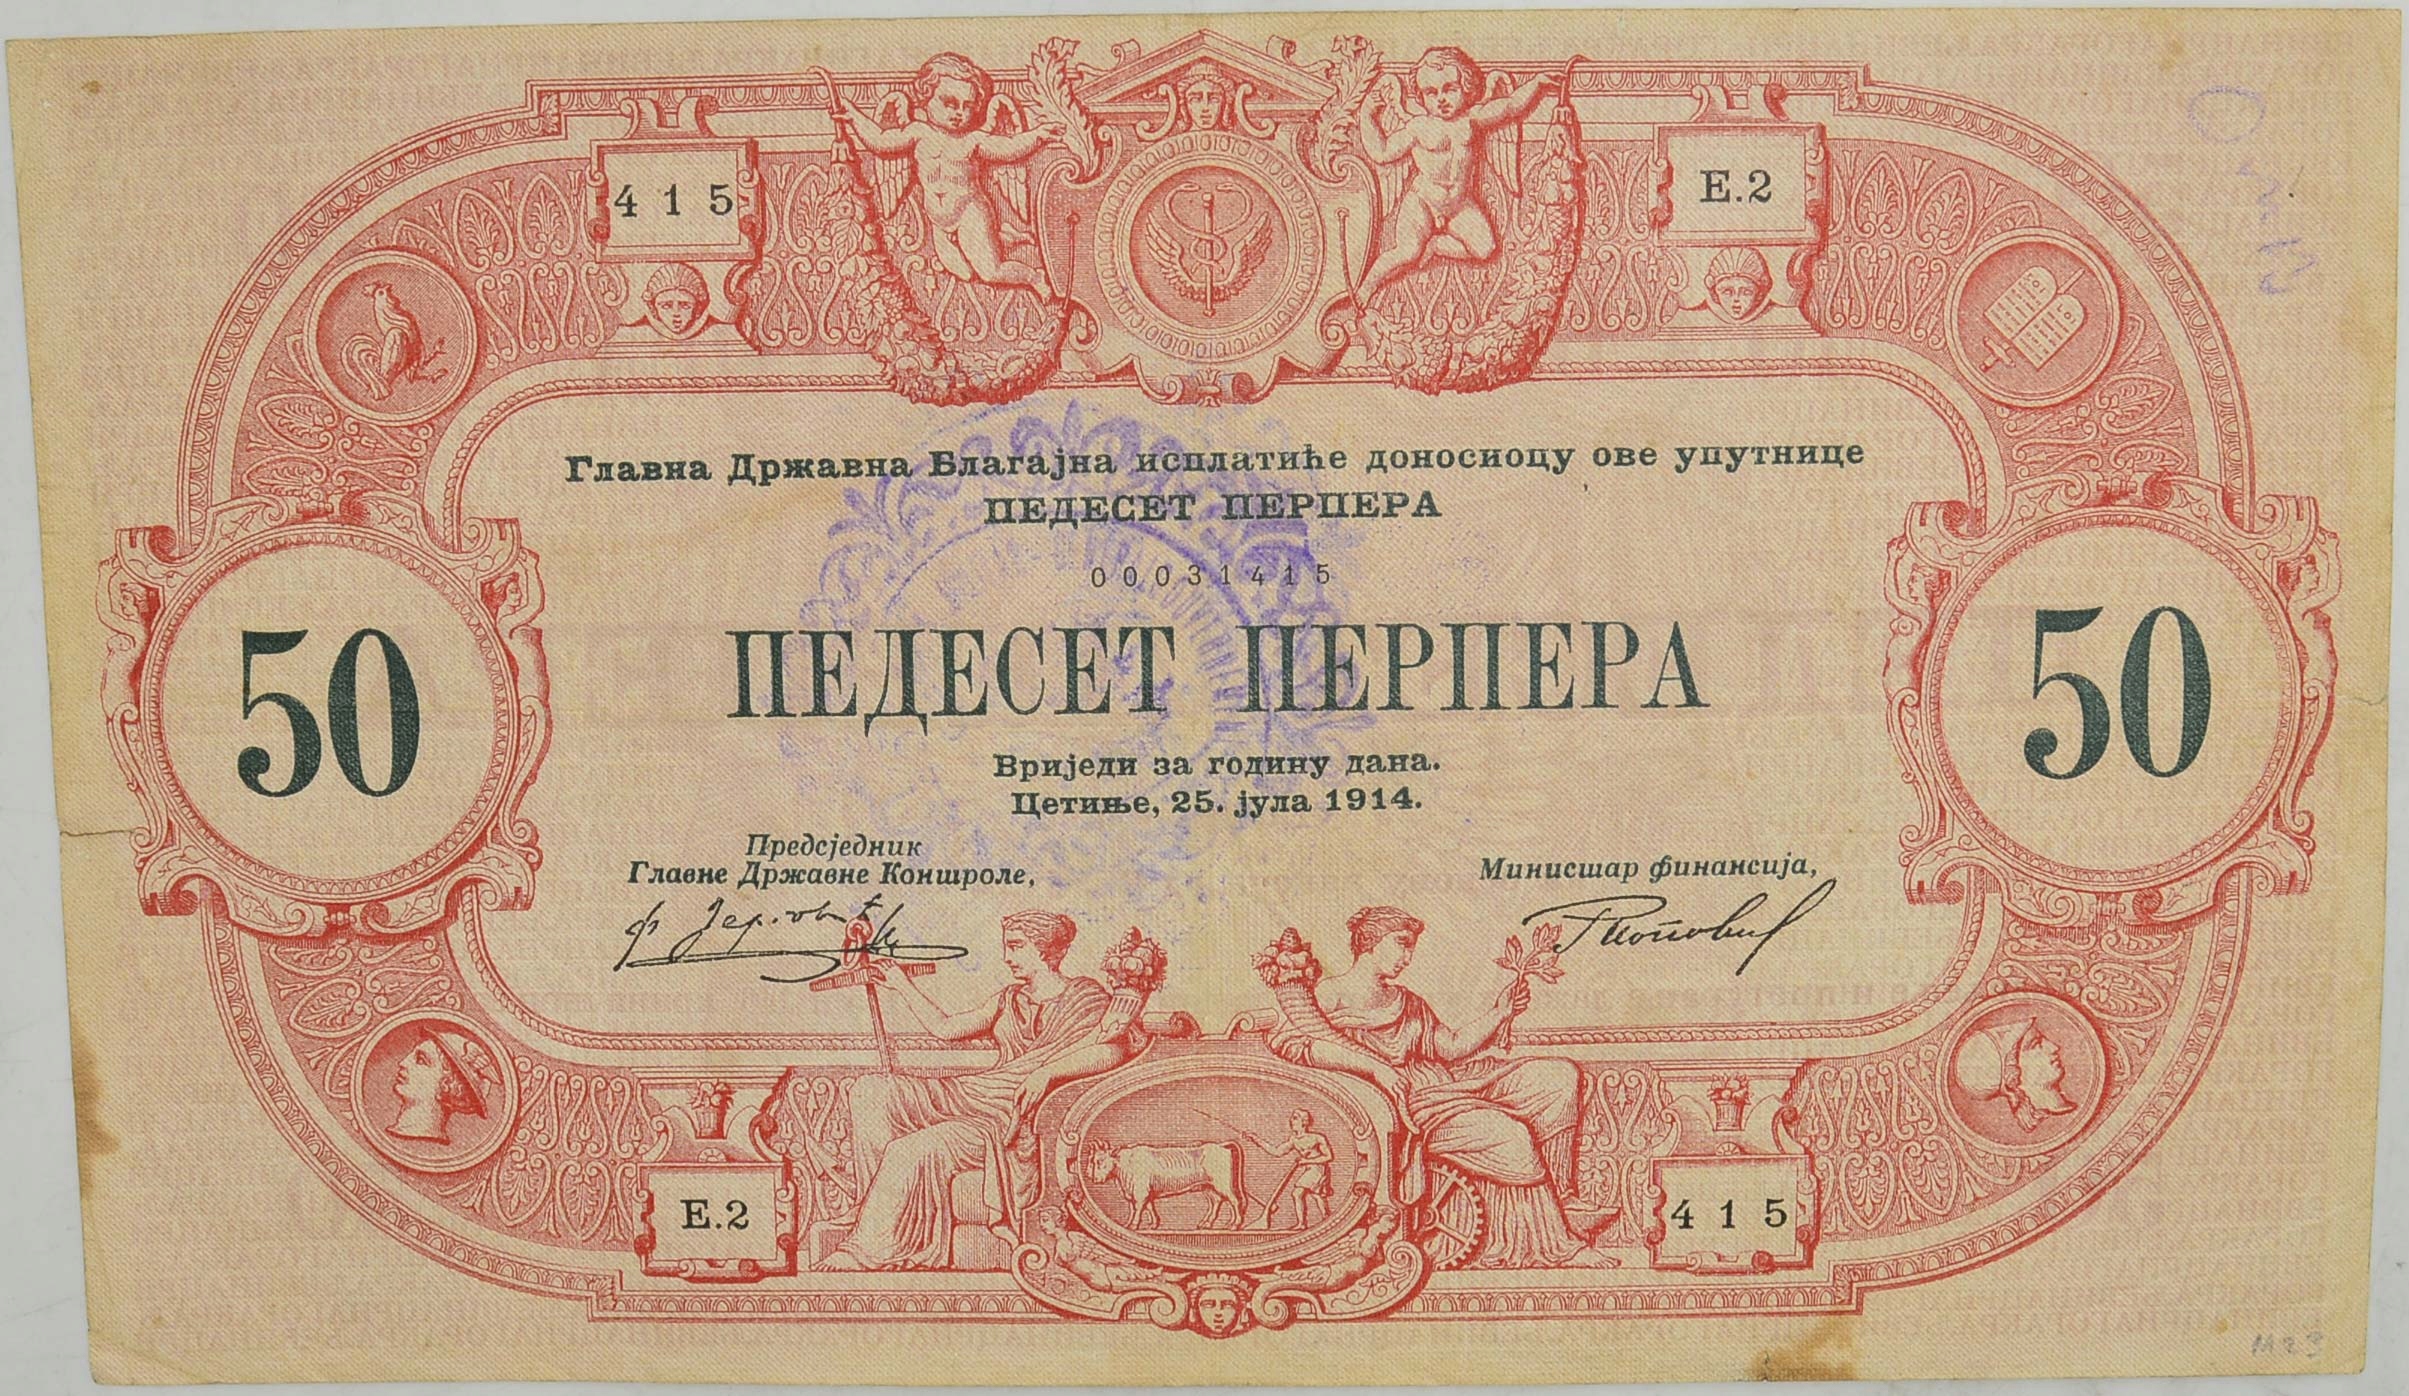 415
Е.2
Главна Државна Благајна исплатиће доносиоцу ове упутнице
ПЕДЕСЕТ ПЕРПЕРА
00031415
50
ПЕДЕСЕТ ПЕРПЕРА
50
Вриједи за годину дана.
Цетиње, 25. јула 1914.
Предсједник
Главне Државне Контроле,
Министар финансија,
Е.2
415